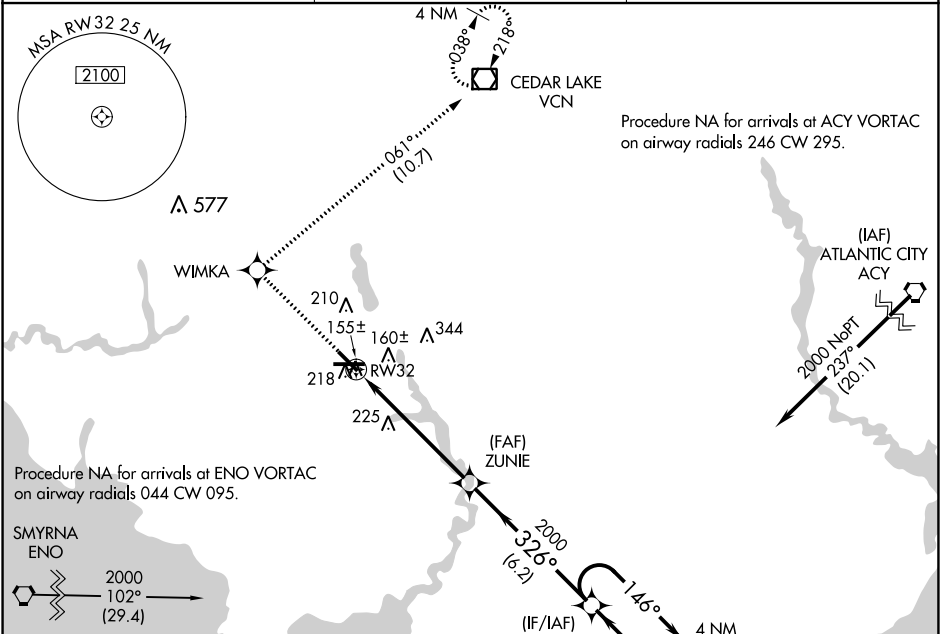 MSA RW32 25 NM
2100
4 NM
038°
218°
CEDAR LAKE
VCN
061°
(10.7)
Procedure NA for arrivals at ACY VORTAC
on airway radials 246 CW 295.
577
WIMKA
(IAF)
ATLANTIC CITY
ACY
2000 NoPT
237°
(20.1)
210
155±
160±
344
218
RW32
225
(FAF)
ZUNIE
Procedure NA for arrivals at ENO VORTAC
on airway radials 044 CW 095.
SMYRNA
ENO
2000
102°
(29.4)
2000
326°
(6.2)
146°
(IF/IAF)
4 NM